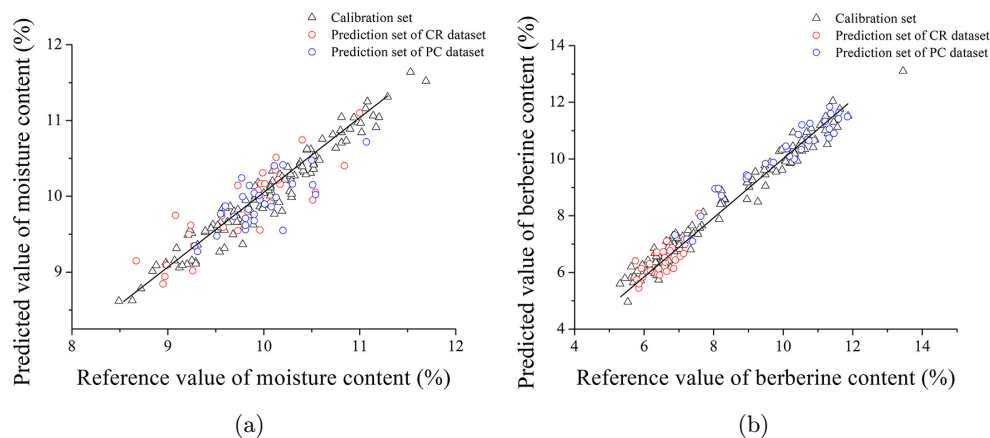 Calibration set
Prediction set of CR dataset
Prediction set of PC dataset
Predicted value of moisture content (%)
12
11
10
9
8
9
10
11
12
Reference value of moisture content (%)
(a)
Calibration set
Prediction set of CR dataset
Prediction set of PC dataset
Predicted value of berberine content (%)
14
12
10
8
6
4
4
6
8
10
12
14
Reference value of berberine content (%)
(b)